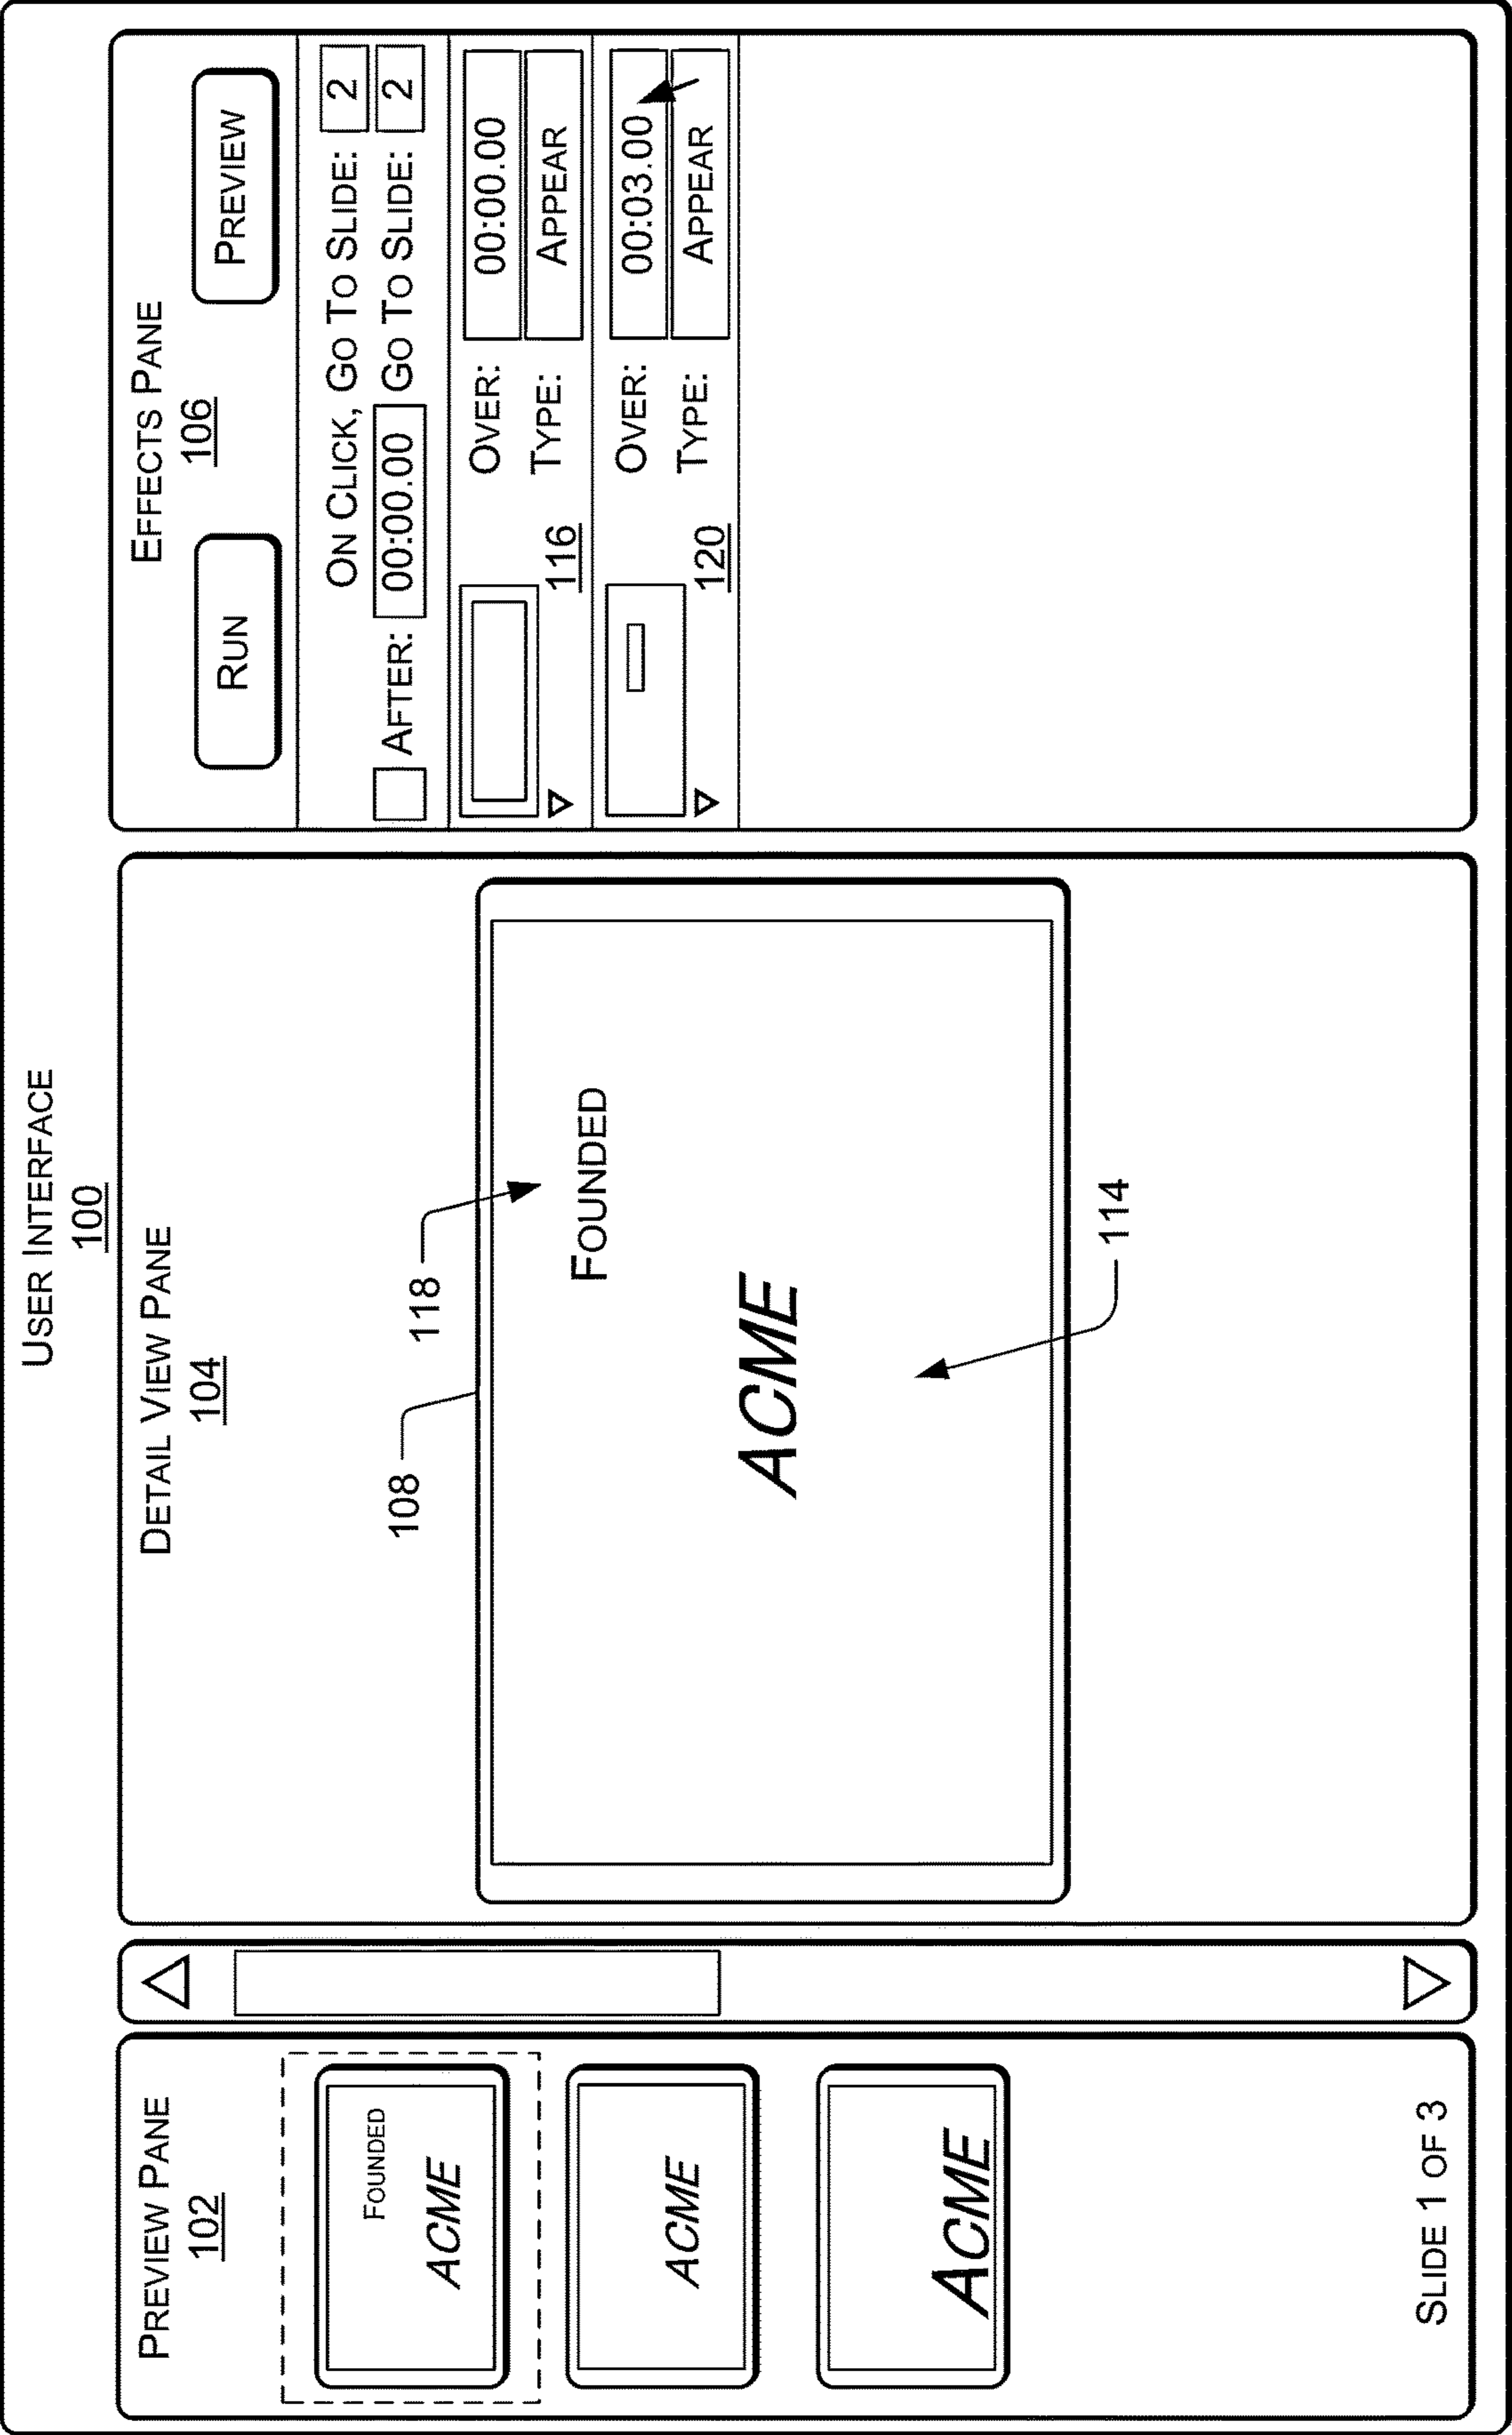 USER INTERFACE
100
PREVIEW PANE
102
FOUNDED
ACME
ACME
ACME
SLIDE 1 OF 3
DETAIL VIEW PANE
104
108
118
FOUNDED
ACME
114
EFFECTS PANE
106
RUN
PREVIEW
ON CLICK, GO TO SLIDE: 2
AFTER: 00:00.00 GO TO SLIDE: 2
OVER: 00:00.00
116 TYPE: APPEAR
OVER: 00:03.00
120 TYPE: APPEAR